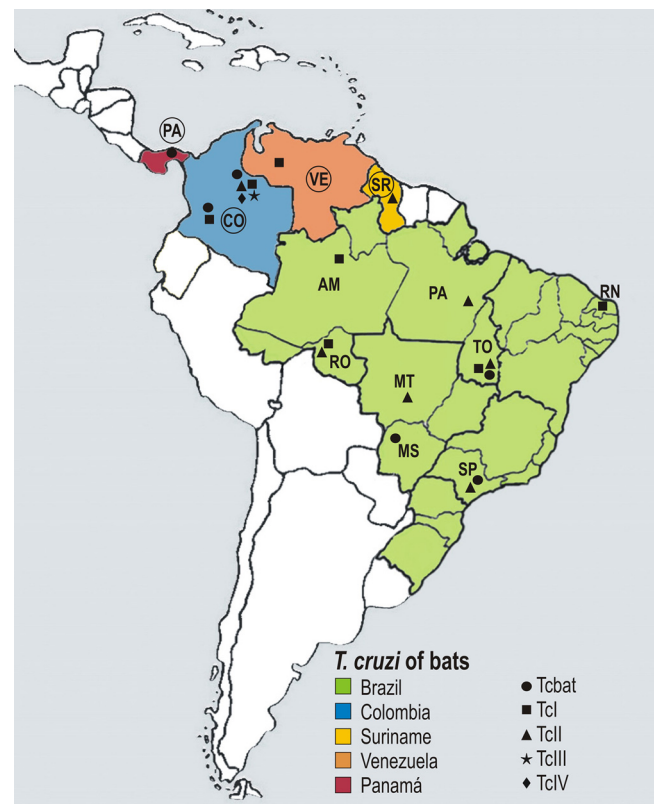 PA
VE
SR
CO
AM
PA
RN
TO
RO
MT
MS
SP
T. cruzi of bats
Brazil
Colombia
Suriname
Venezuela
Panamá
Tcbat
TcI
TcII
TcIII
TcIV